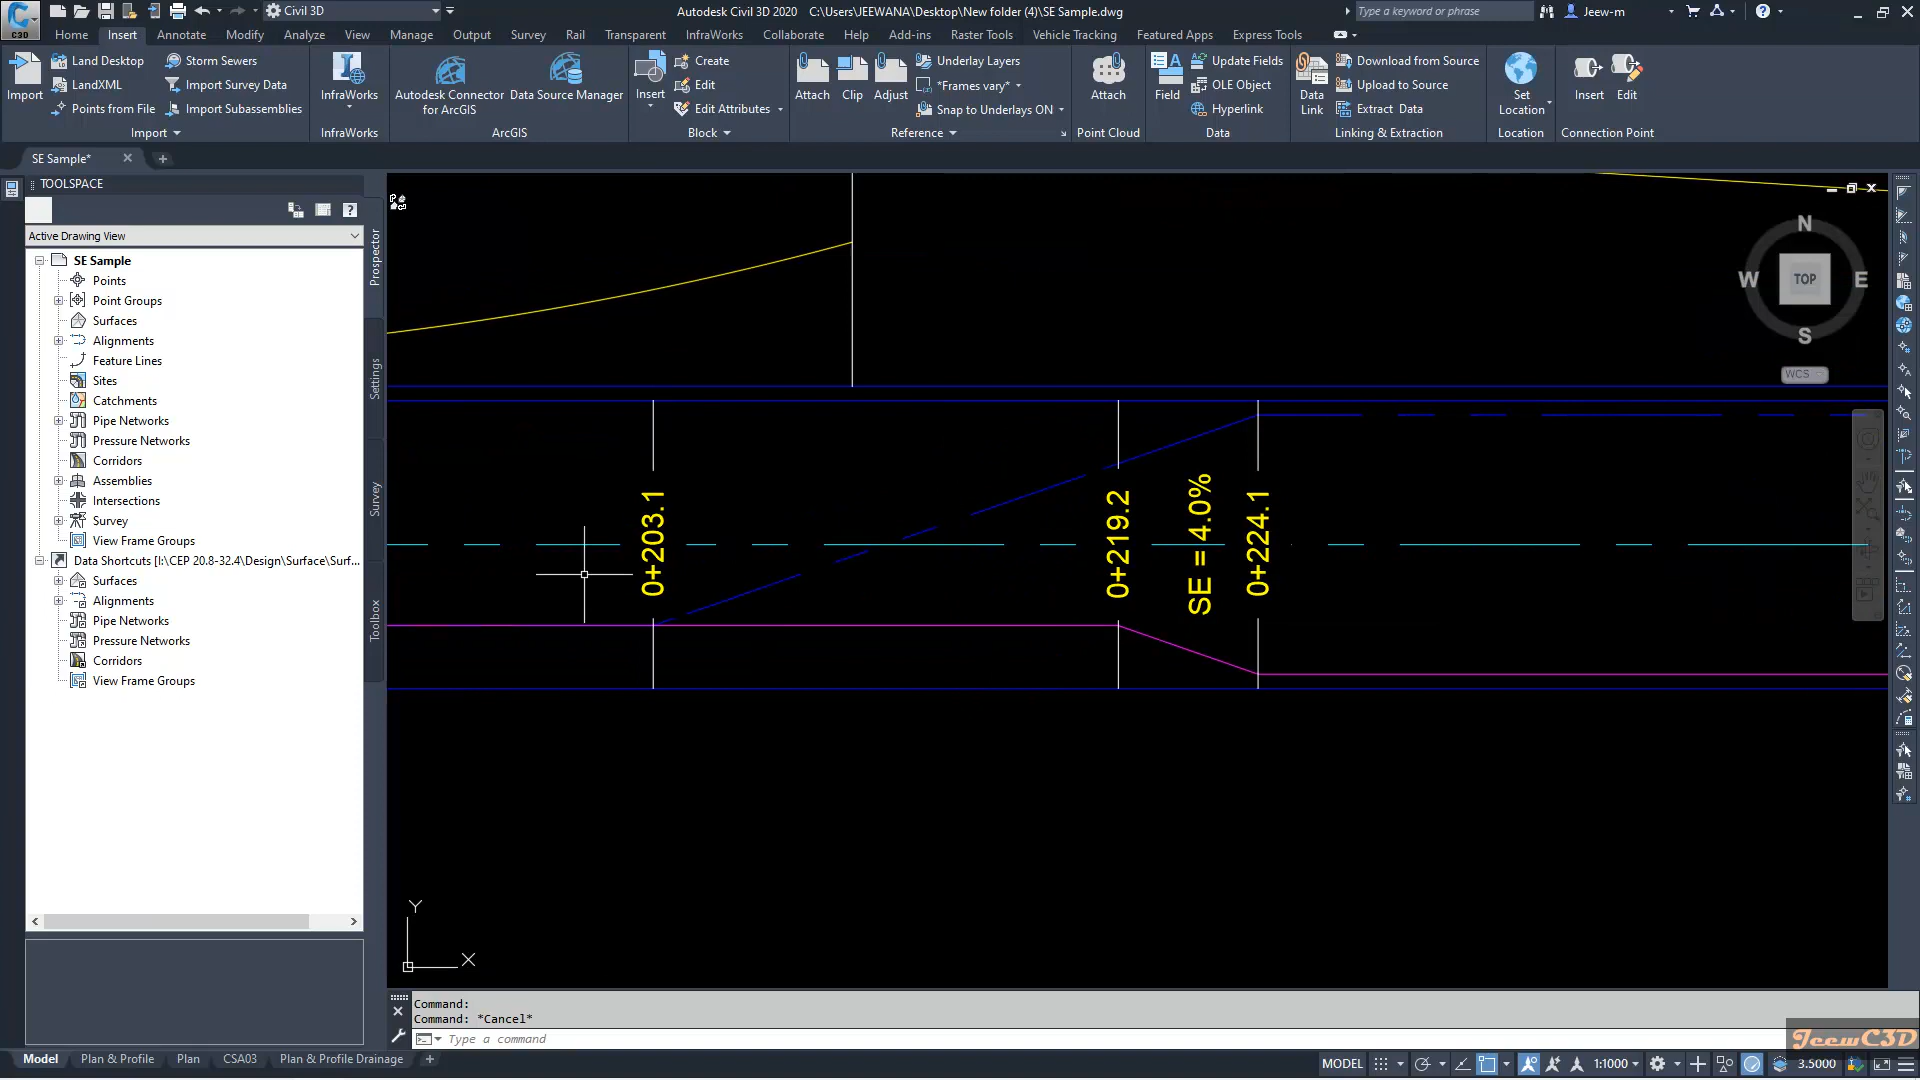 Civil 3D
Autodesk Civil 3D 2020 C:\Users\JEEWANA\Desktop\New folder (4)\SE Sample.dwg
Type a keyword or phrase
Jeew-m
C3D
Home Insert Annotate Modify Analyze View Manage Output Survey Rail Transparent InfraWorks Collaborate Help Add-ins Raster Tools Vehicle Tracking Featured Apps Express Tools
Import
Land Desktop
LandXML
Points from File
Storm Sewers
Import Survey Data
Import Subassemblies
InfraWorks
Autodesk Connector
for ArcGIS
Data Source Manager
Insert
Create
Edit
Edit Attributes
Attach
Clip
Adjust
Underlay Layers
*Frames vary*
Snap to Underlays ON
Attach
Field
Update Fields
OLE Object
Hyperlink
Data
Link
Download from Source
Upload to Source
Extract Data
Set
Location
Insert
Edit
Import InfraWorks ArcGIS Block Reference Point Cloud Data Linking & Extraction Location Connection Point
SE Sample*
TOOLSPACE
Active Drawing View
SE Sample
Points
Point Groups
Surfaces
Alignments
Feature Lines
Sites
Catchments
Pipe Networks
Pressure Networks
Corridors
Assemblies
Intersections
Survey
View Frame Groups
Data Shortcuts [I:\CEP 20.8-32.4\Design\Surface\Surf...
Surfaces
Alignments
Pipe Networks
Pressure Networks
Corridors
View Frame Groups
Prospector
Settings
Survey
Toolbox
N
W
TOP
E
S
WCS
0+203.1
0+219.2
SE = 4.0%
0+224.1
Y
X
Command:
Command: *Cancel*
Type a command
JeewC3D
Model Plan & Profile Plan CSA03 Plan & Profile Drainage
MODEL
1:1000
3.5000